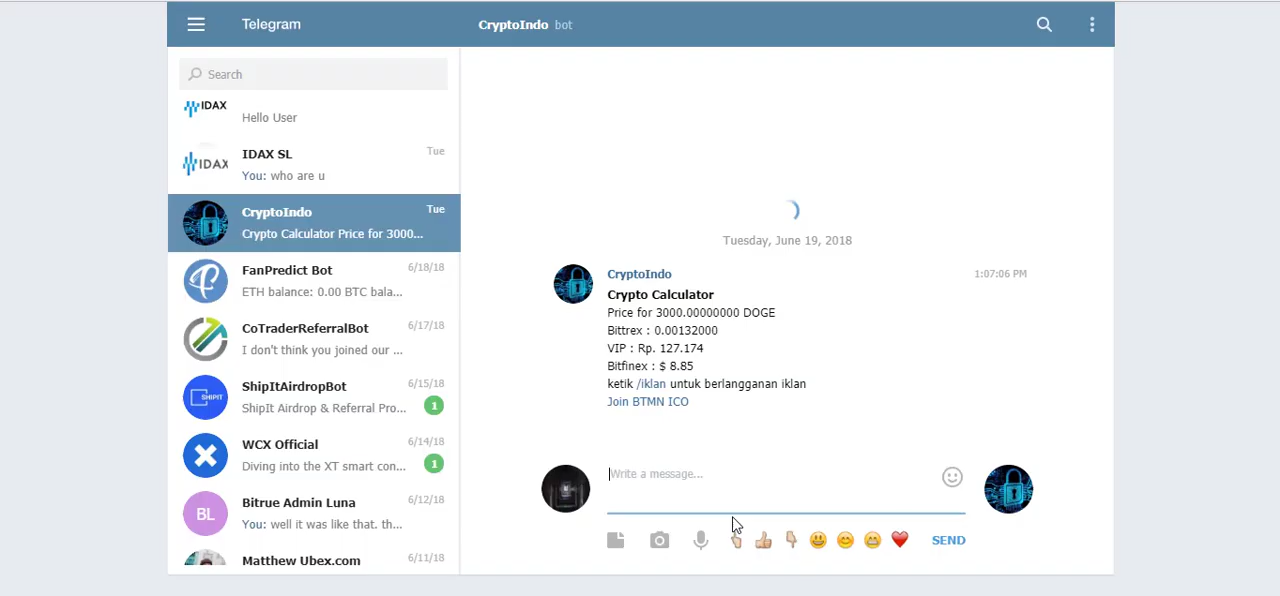 Telegram
CryptoIndo bot
Search
IDAX
Hello User
IDAX
IDAX SL
Tue
You: who are u
CryptoIndo
Tue
Crypto Calculator Price for 3000...
FanPredict Bot
6/18/18
ETH balance: 0.00 BTC bala...
CoTraderReferralBot
6/17/18
I don't think you joined our ...
SHIPIT
ShipItAirdropBot
6/15/18
ShipIt Airdrop & Referral Pro...
1
WCX Official
6/14/18
Diving into the XT smart con...
1
BL
Bitrue Admin Luna
6/12/18
You: well it was like that. th...
Matthew Ubex.com
6/11/18
Tuesday, June 19, 2018
CryptoIndo
1:07:06 PM
Crypto Calculator
Price for 3000.00000000 DOGE
Bittrex : 0.00132000
VIP : Rp. 127.174
Bitfinex : $ 8.85
ketik /iklan untuk berlangganan iklan
Join BTMN ICO
Write a message...
SEND